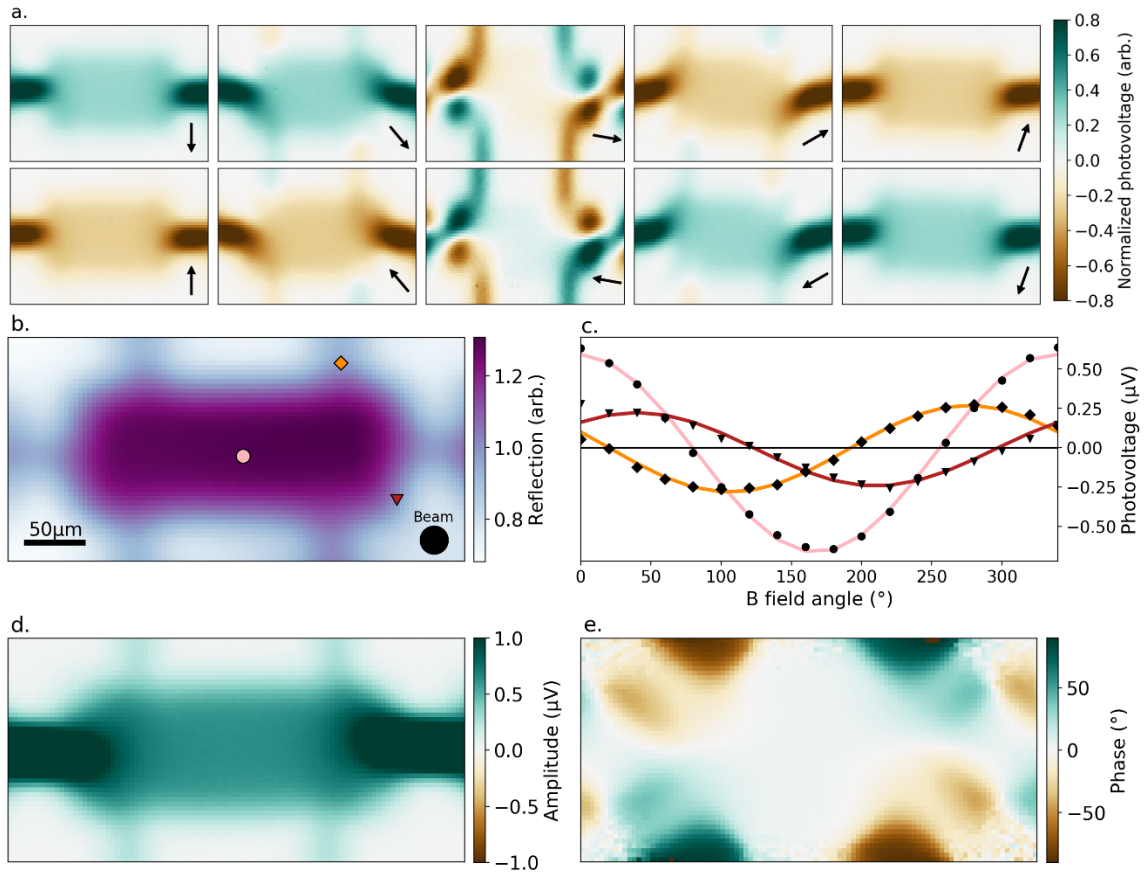 a.
0.8
0.6
0.4
0.2
0.0
−0.2
−0.4
−0.6
−0.8
Normalized photovoltage (arb.)
b.
50µm
Beam
1.2
1.0
0.8
Reflection (arb.)
c.
0.50
0.25
0.00
−0.25
−0.50
Photovoltage (µV)
0
50
100
150
200
250
300
B field angle (°)
d.
1.0
0.5
0.0
−0.5
−1.0
Amplitude (µV)
e.
50
0
−50
Phase (°)